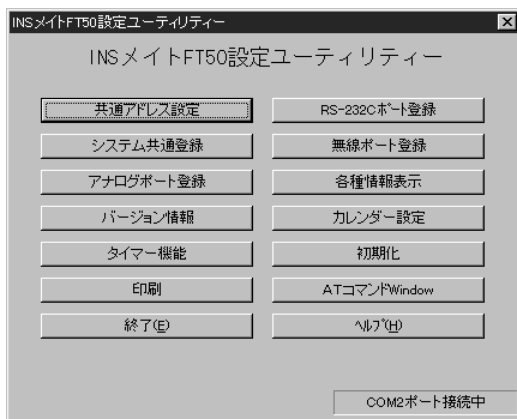 INSメイトFT50設定ユーティリティー
INSメイトFT50設定ユーティリティー
共通アドレス設定
RS-232Cポート登録
システム共通登録
無線ポート登録
アナログポート登録
各種情報表示
バージョン情報
カレンダー設定
タイマー機能
初期化
印刷
ATコマンドWindow
終了(E)
ヘルプ(H)
COM2ポート接続中